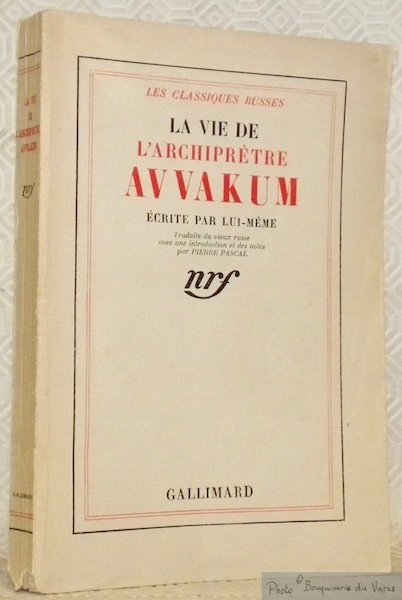 LA VIE
DE
L'ARCHIPRÊTRE
AVVAKUM
nrf
GALLIMARD
LES CLASSIQUES RUSSES
LA VIE DE
L'ARCHIPRÊTRE
AVVAKUM
ÉCRITE PAR LUI-MÊME
Traduite du vieux russe
avec une introduction et des notes
par PIERRE PASCAL
nrf
GALLIMARD
Photo © Bouquinerie du Varis